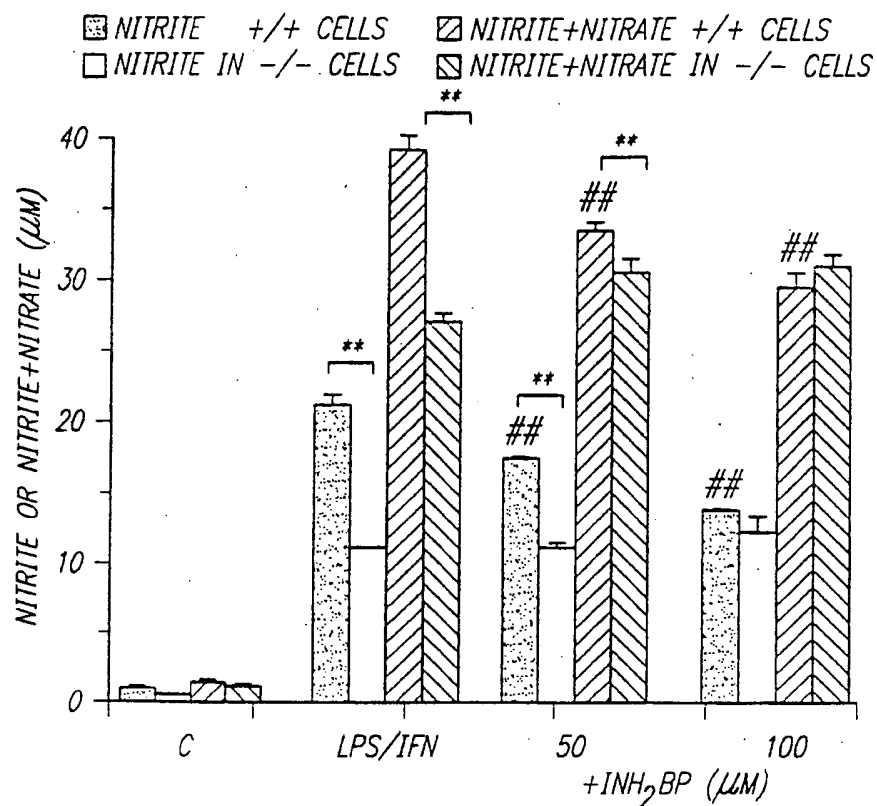 NITRITE +/+ CELLS NITRITE+NITRATE +/+ CELLS
NITRITE IN -/- CELLS NITRITE+NITRATE IN -/- CELLS
NITRITE OR NITRITE+NITRATE (μM)
40
30
20
10
0
**
**
**
**
##
##
##
##
C LPS/IFN 50 100
+INH₂BP (μM)